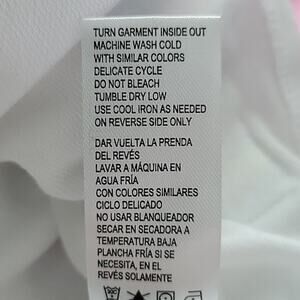 TURN GARMENT INSIDE OUT
MACHINE WASH COLD
WITH SIMILAR COLORS
DELICATE CYCLE
DO NOT BLEACH
TUMBLE DRY LOW
USE COOL IRON AS NEEDED
ON REVERSE SIDE ONLY
DAR VUELTA LA PRENDA
DEL REVÉS
LAVAR A MÁQUINA EN
AGUA FRÍA
CON COLORES SIMILARES
CICLO DELICADO
NO USAR BLANQUEADOR
SECAR EN SECADORA A
TEMPERATURA BAJA
PLANCHA FRÍA SI SE
NECESITA, EN EL
REVÉS SOLAMENTE